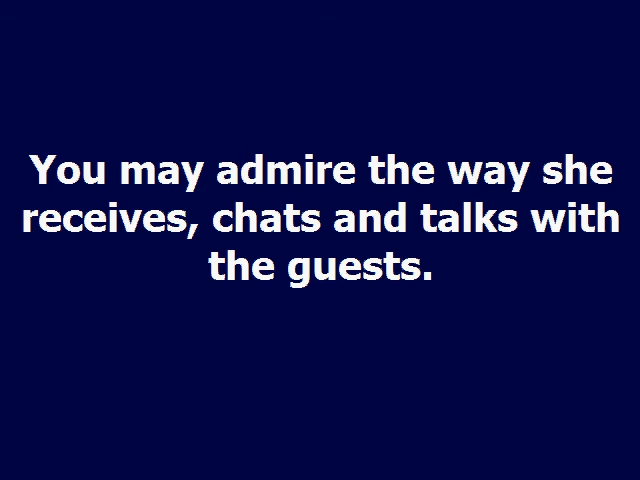 You may admire the way she
receives, chats and talks with
the guests.